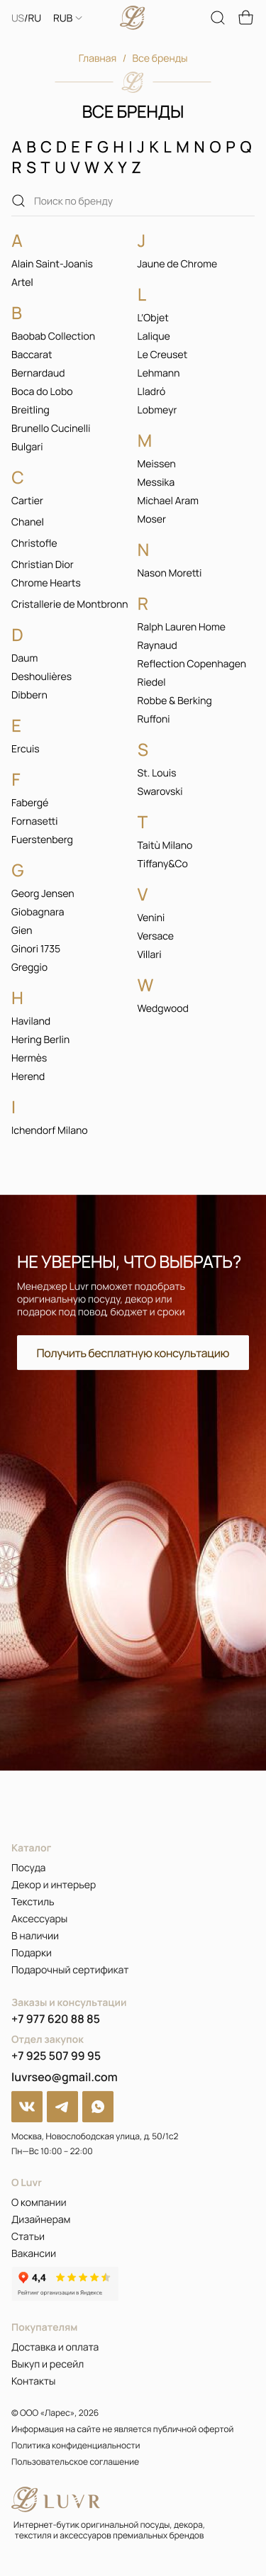 US/RU RUB
Главная / Все бренды
ВСЕ БРЕНДЫ
A B C D E F G H I J K L M N O P Q
R S T U V W X Y Z
Поиск по бренду
A
Alain Saint-Joanis
Artel
B
Baobab Collection
Baccarat
Bernardaud
Boca do Lobo
Breitling
Brunello Cucinelli
Bulgari
C
Cartier
Chanel
Christofle
Christian Dior
Chrome Hearts
Cristallerie de Montbronn
D
Daum
Deshoulières
Dibbern
E
Ercuis
F
Fabergé
Fornasetti
Fuerstenberg
G
Georg Jensen
Giobagnara
Gien
Ginori 1735
Greggio
H
Haviland
Hering Berlin
Hermès
Herend
I
Ichendorf Milano
J
Jaune de Chrome
L
L'Objet
Lalique
Le Creuset
Lehmann
Lladró
Lobmeyr
M
Meissen
Messika
Michael Aram
Moser
N
Nason Moretti
R
Ralph Lauren Home
Raynaud
Reflection Copenhagen
Riedel
Robbe & Berking
Ruffoni
S
St. Louis
Swarovski
T
Taitù Milano
Tiffany&Co
V
Venini
Versace
Villari
W
Wedgwood
НЕ УВЕРЕНЫ, ЧТО ВЫБРАТЬ?
Менеджер Luvr поможет подобрать
оригинальную посуду, декор или
подарок под повод, бюджет и сроки
Получить бесплатную консультацию
Каталог
Посуда
Декор и интерьер
Текстиль
Аксессуары
В наличии
Подарки
Подарочный сертификат
Заказы и консультации
+7 977 620 88 85
Отдел закупок
+7 925 507 99 95
luvrseo@gmail.com
Москва, Новослободская улица, д. 50/1с2
Пн—Вс 10:00 – 22:00
О Luvr
О компании
Дизайнерам
Статьи
Вакансии
4,4
Рейтинг организации в Яндексе
Покупателям
Доставка и оплата
Выкуп и ресейл
Контакты
© ООО «Ларес», 2026
Информация на сайте не является публичной офертой
Политика конфиденциальности
Пользовательское соглашение
LUVR
Интернет-бутик оригинальной посуды, декора,
текстиля и аксессуаров премиальных брендов